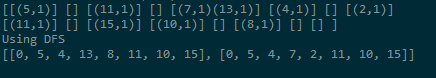 [[(5,1)] [(11,1)] [] [(7,1)(13,1)] [(4,1)] [] [(2,1)]
[(11,1)] [] [(15,1)] [(10,1)] [] [(8,1)] [] [] ]
Using DFS
[[0, 5, 4, 13, 8, 11, 10, 15], [0, 5, 4, 7, 2, 11, 10, 15]]